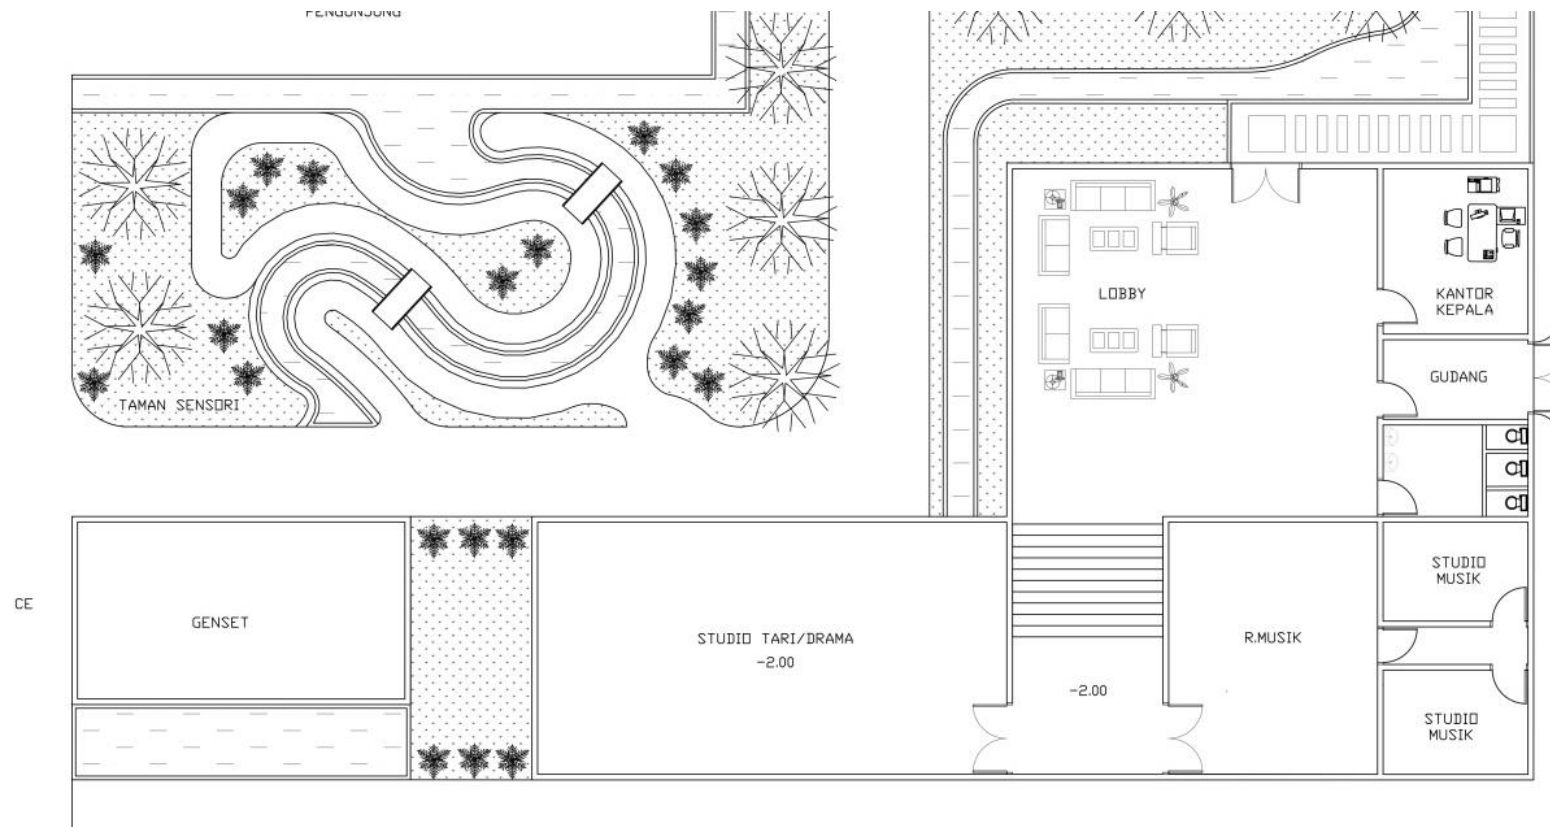 PENGUNJUNG
LOBBY
KANTOR
KEPALA
GUDANG
TAMAN SENSORI
STUDIO
MUSIK
CE
GENSET
STUDIO TARI/DRAMA
-2.00
R.MUSIK
-2.00
STUDIO
MUSIK